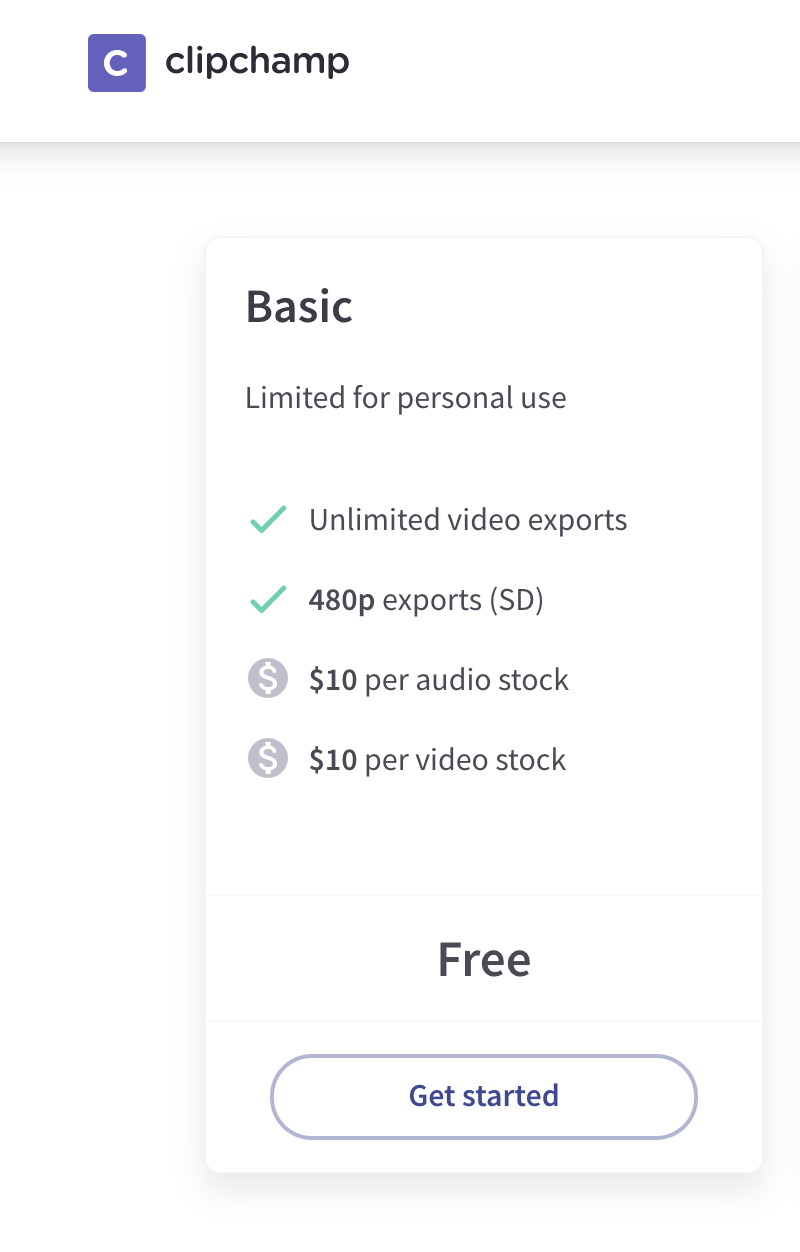 C clipchamp
Basic
Limited for personal use
Unlimited video exports
480p exports (SD)
$ $10 per audio stock
$ $10 per video stock
Free
Get started